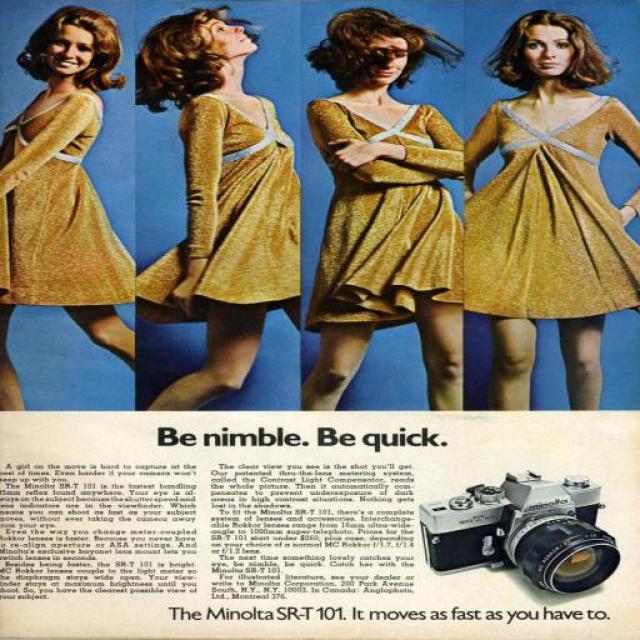 Be nimble. Be quick.
A girl on the move is hard to capture at the
best of times. Even harder if your camera won't
keep up with you.
The Minolta SR-T 101 is the fastest handling
35mm reflex found anywhere. Your eye is al-
ways on the subject because the shutter speed and
lens indicators are in the viewfinder. Which
means you can shoot as fast as your subject
moves, without ever taking the camera away
from your eye.
Even the way you change meter-coupled
Rokkor lenses is faster. Because you never have
to re-align aperture or ASA settings. And
Minolta's exclusive bayonet lens mount lets you
switch lenses in seconds.
Besides being faster, the SR-T 101 is bright.
MC Rokkor lenses couple to the light meter so
the diaphragm stays wide open. Your view-
finder stays at maximum brightness until you
shoot. So, you have the clearest possible view of
your subject.
The clear view you see is the shot you'll get.
Our patented thru-the-lens metering system,
called the Contrast Light Compensator, reads
the whole picture. Then it automatically com-
pensates to prevent underexposure of dark
areas in high contrast situations. Nothing gets
lost in the shadows.
To fit the Minolta SR-T 101, there's a complete
system of lenses and accessories. Interchange-
able Rokkor lenses range from 16mm ultra-wide-
angle to 1000mm super-telephoto. Prices for the
SR-T 101 start under $250, plus case, depending
on your choice of a normal MC Rokkor f/1.7, f/1.4
or f/1.2 lens.
The next time something lovely catches your
eye, be nimble, be quick. Catch her with the
Minolta SR-T 101.
For illustrated literature, see your dealer or
write to Minolta Corporation, 200 Park Avenue
South, N.Y., N.Y. 10003. In Canada: Anglophoto,
Ltd., Montreal 376.
minolta
The Minolta SR-T 101. It moves as fast as you have to.